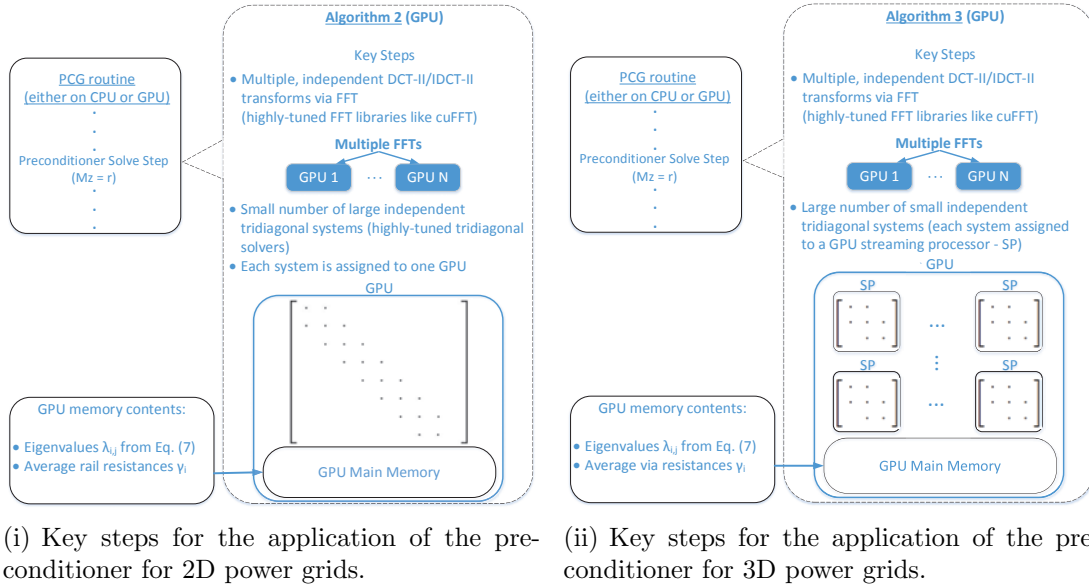 Algorithm 2 (GPU)
Key Steps
• Multiple, independent DCT-II/IDCT-II
transforms via FFT
(highly-tuned FFT libraries like cuFFT)
Multiple FFTs
GPU 1 ... GPU N
• Small number of large independent
tridiagonal systems (highly-tuned tridiagonal
solvers)
• Each system is assigned to one GPU
GPU
GPU Main Memory
PCG routine
(either on CPU or GPU)
Preconditioner Solve Step
(Mz = r)
GPU memory contents:
• Eigenvalues λi,j from Eq. (7)
• Average rail resistances γi
(i) Key steps for the application of the pre-
conditioner for 2D power grids.
Algorithm 3 (GPU)
Key Steps
• Multiple, independent DCT-II/IDCT-II
transforms via FFT
(highly-tuned FFT libraries like cuFFT)
Multiple FFTs
GPU 1 ... GPU N
• Large number of small independent
tridiagonal systems (each system assigned
to a GPU streaming processor - SP)
GPU
SP SP
SP SP
GPU Main Memory
PCG routine
(either on CPU or GPU)
Preconditioner Solve Step
(Mz = r)
GPU memory contents:
• Eigenvalues λi,j from Eq. (7)
• Average via resistances γi
(ii) Key steps for the application of the pre
conditioner for 3D power grids.